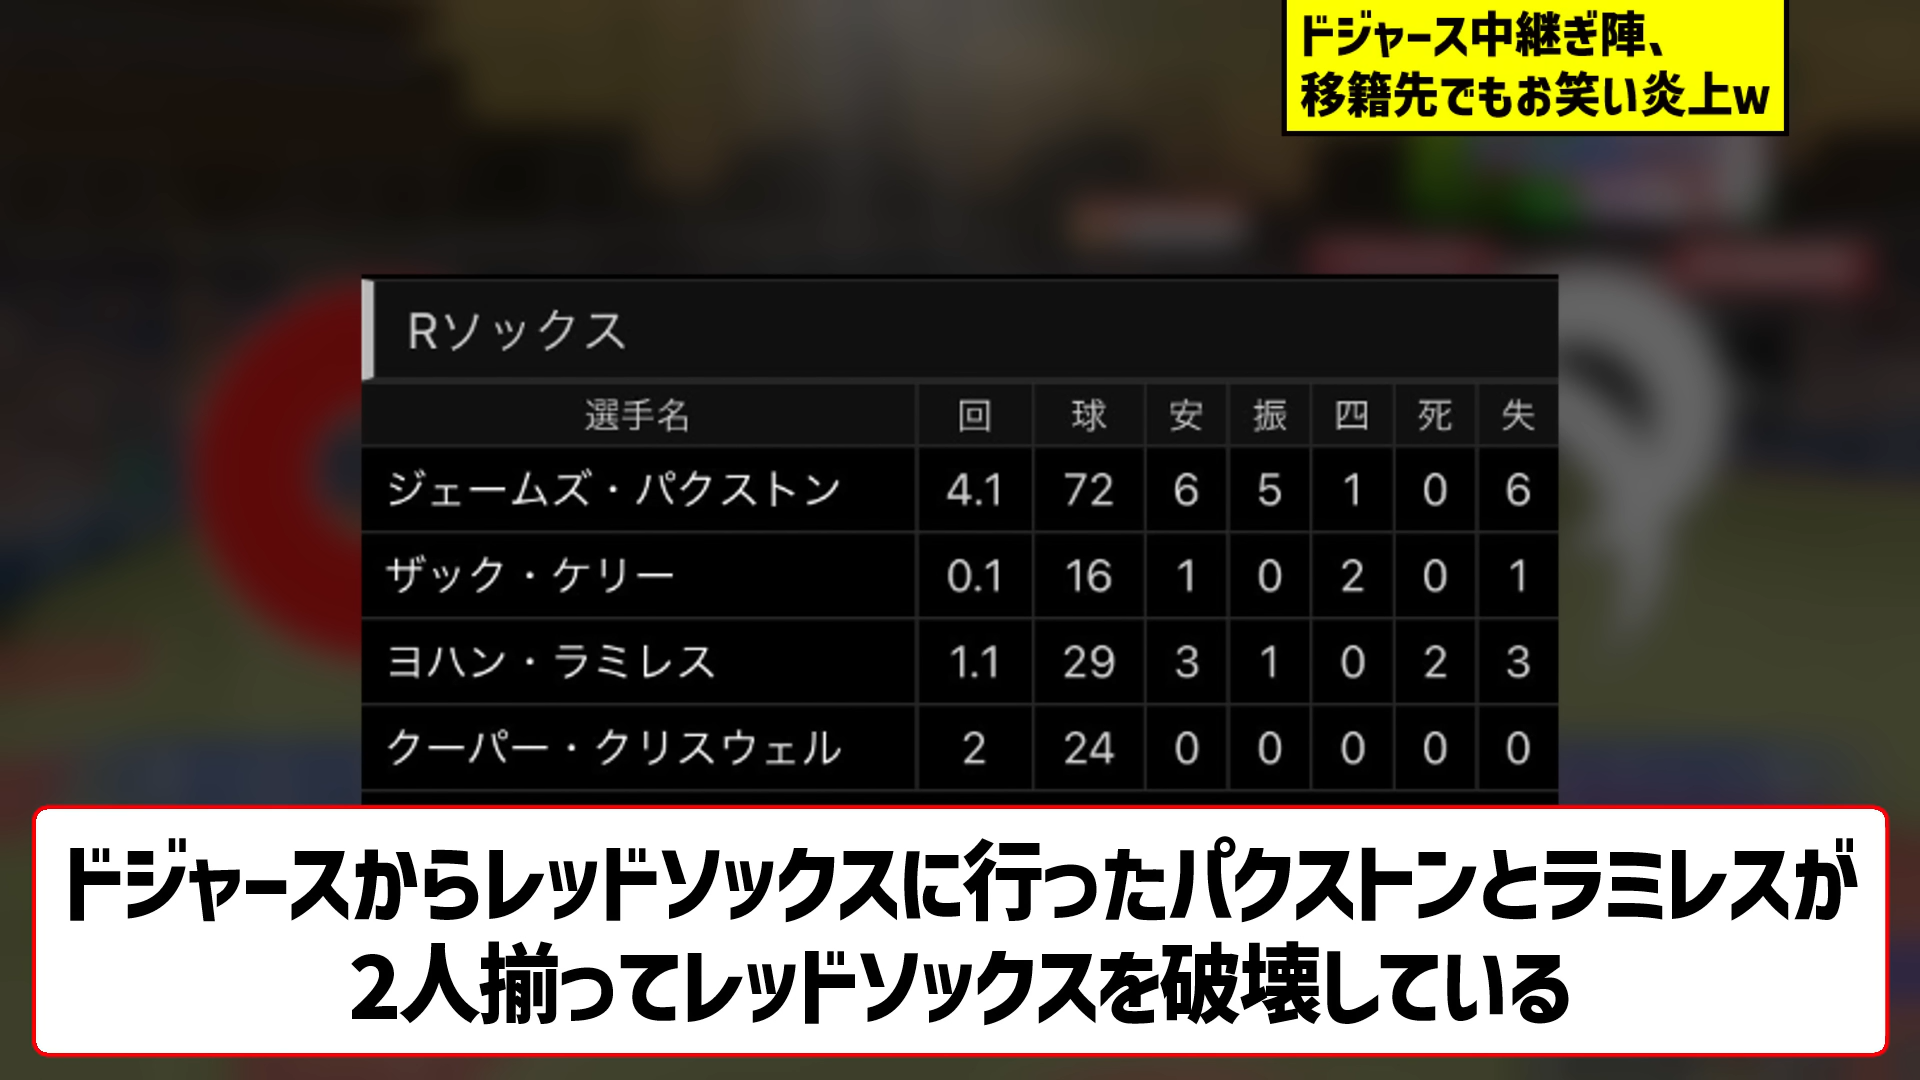 ドジャース中継ぎ陣、
移籍先でもお笑い炎上w
Rソックス
選手名 回 球 安 振 四 死 失
ジェームズ・パクストン 4.1 72 6 5 1 0 6
ザック・ケリー 0.1 16 1 0 2 0 1
ヨハン・ラミレス 1.1 29 3 1 0 2 3
クーパー・クリスウェル 2 24 0 0 0 0 0
ドジャースからレッドソックスに行ったパクストンとラミレスが
2人揃ってレッドソックスを破壊している